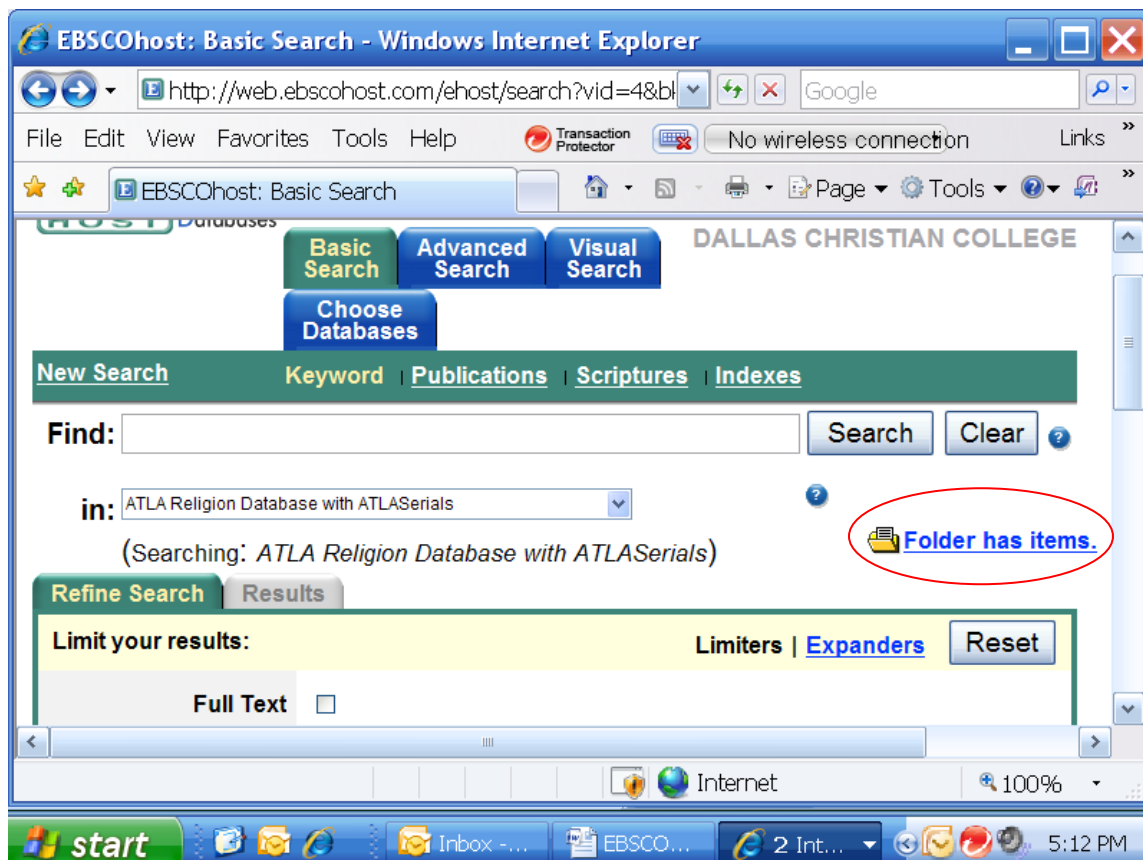 EBSCOhost: Basic Search - Windows Internet Explorer
http://web.ebscohost.com/ehost/search?vid=4&bl
Google
File Edit View Favorites Tools Help Transaction Protector No wireless connection Links »
EBSCOhost: Basic Search Page Tools »
HOST Databases
DALLAS CHRISTIAN COLLEGE
Basic Search
Advanced Search
Visual Search
Choose Databases
New Search Keyword | Publications | Scriptures | Indexes
Find: Search Clear
in: ATLA Religion Database with ATLASerials
Folder has items.
(Searching: ATLA Religion Database with ATLASerials)
Refine Search Results
Limit your results: Limiters | Expanders Reset
Full Text
Internet 100%
start Inbox -... EBSCO... 2 Int... 5:12 PM